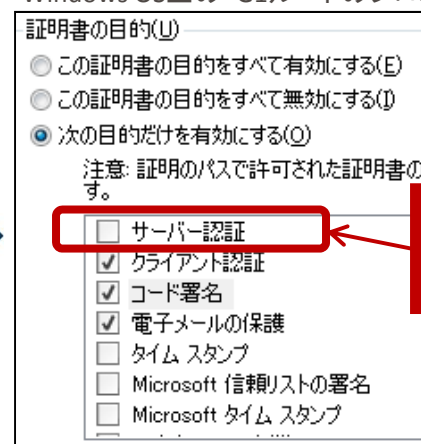 証明書の目的(U)
この証明書の目的をすべて有効にする(E)
この証明書の目的をすべて無効にする(I)
次の目的だけを有効にする(O)
注意: 証明のパスで許可された証明書の
す。
サーバー認証
クライアント認証
コード署名
電子メールの保護
タイム スタンプ
Microsoft 信頼リストの署名
Microsoft タイム スタンプ